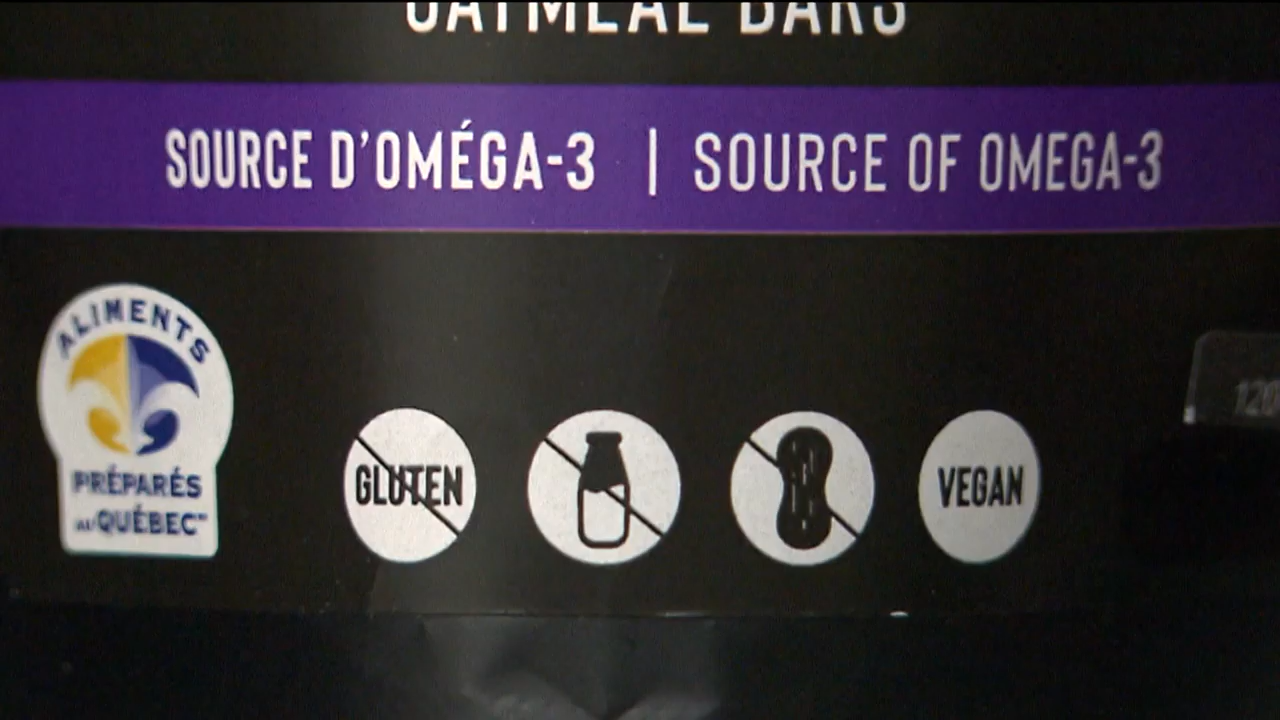 OATMEAL BARS
SOURCE D'OMÉGA-3 | SOURCE OF OMEGA-3
ALIMENTS
PRÉPARÉS
AU QUÉBEC
GLUTEN
VEGAN